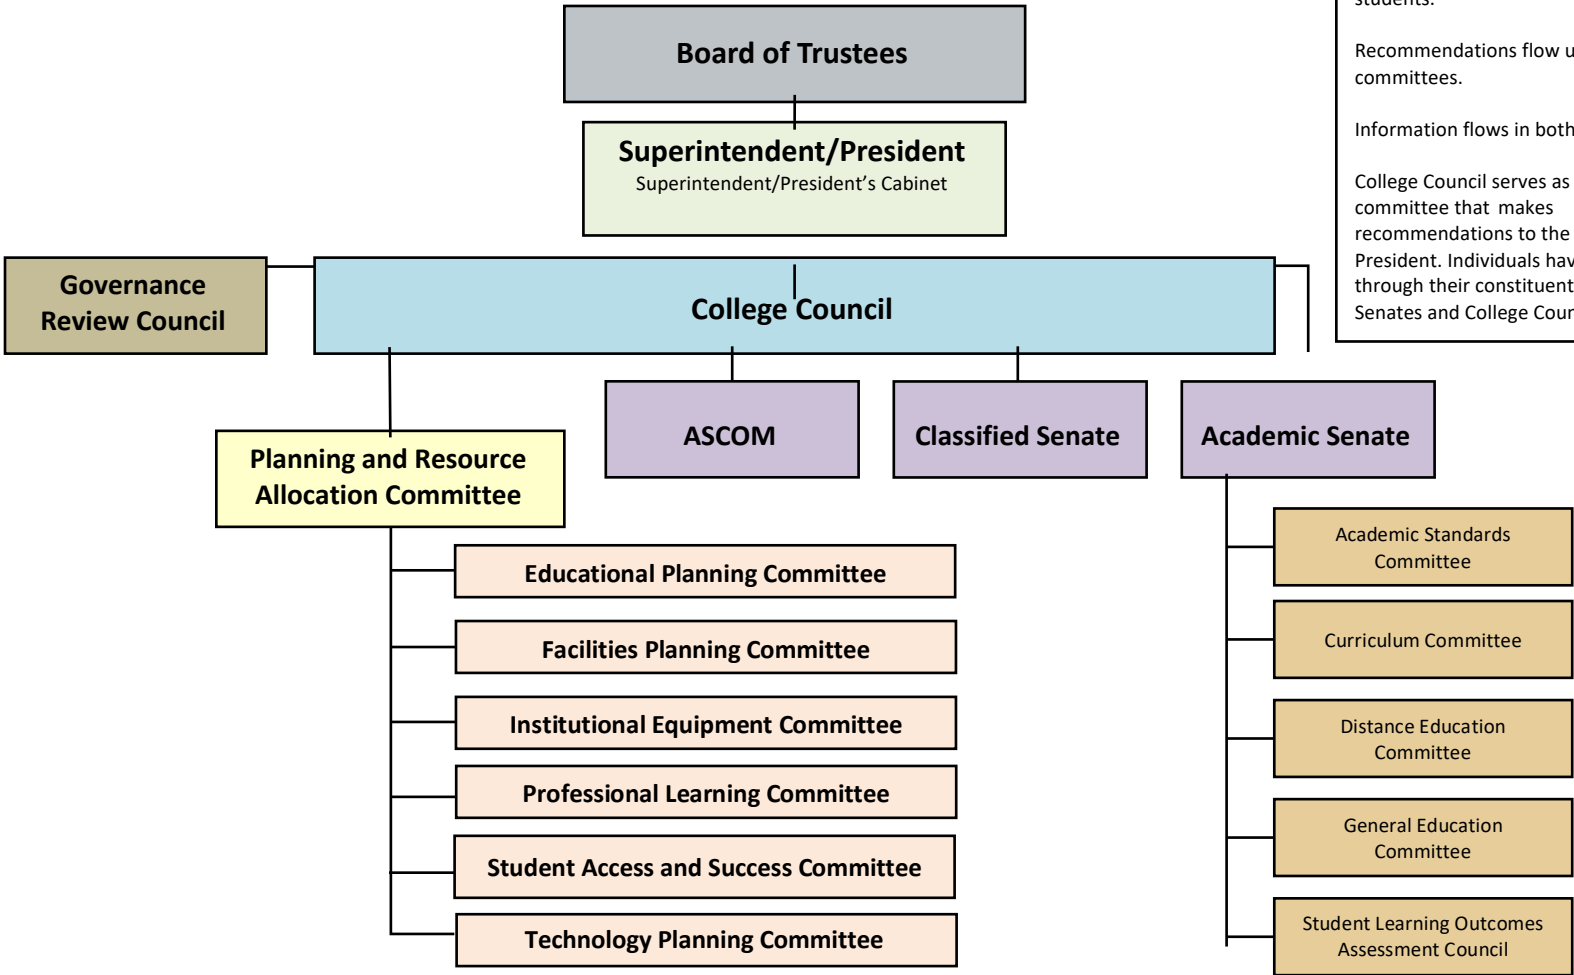 Board of Trustees
Superintendent/President
Superintendent/President’s Cabinet
Governance
Review Council
College Council
students.
Recommendations flow
committees.
Information flows in both
College Council serves as
committee that makes
recommendations to the
President. Individuals
through their constituent
Senates and College
Planning and Resource
Allocation Committee
ASCOM
Classified Senate
Academic Senate
Educational Planning Committee
Facilities Planning Committee
Institutional Equipment Committee
Professional Learning Committee
Student Access and Success Committee
Technology Planning Committee
Academic Standards
Committee
Curriculum Committee
Distance Education
Committee
General Education
Committee
Student Learning Outcomes
Assessment Council